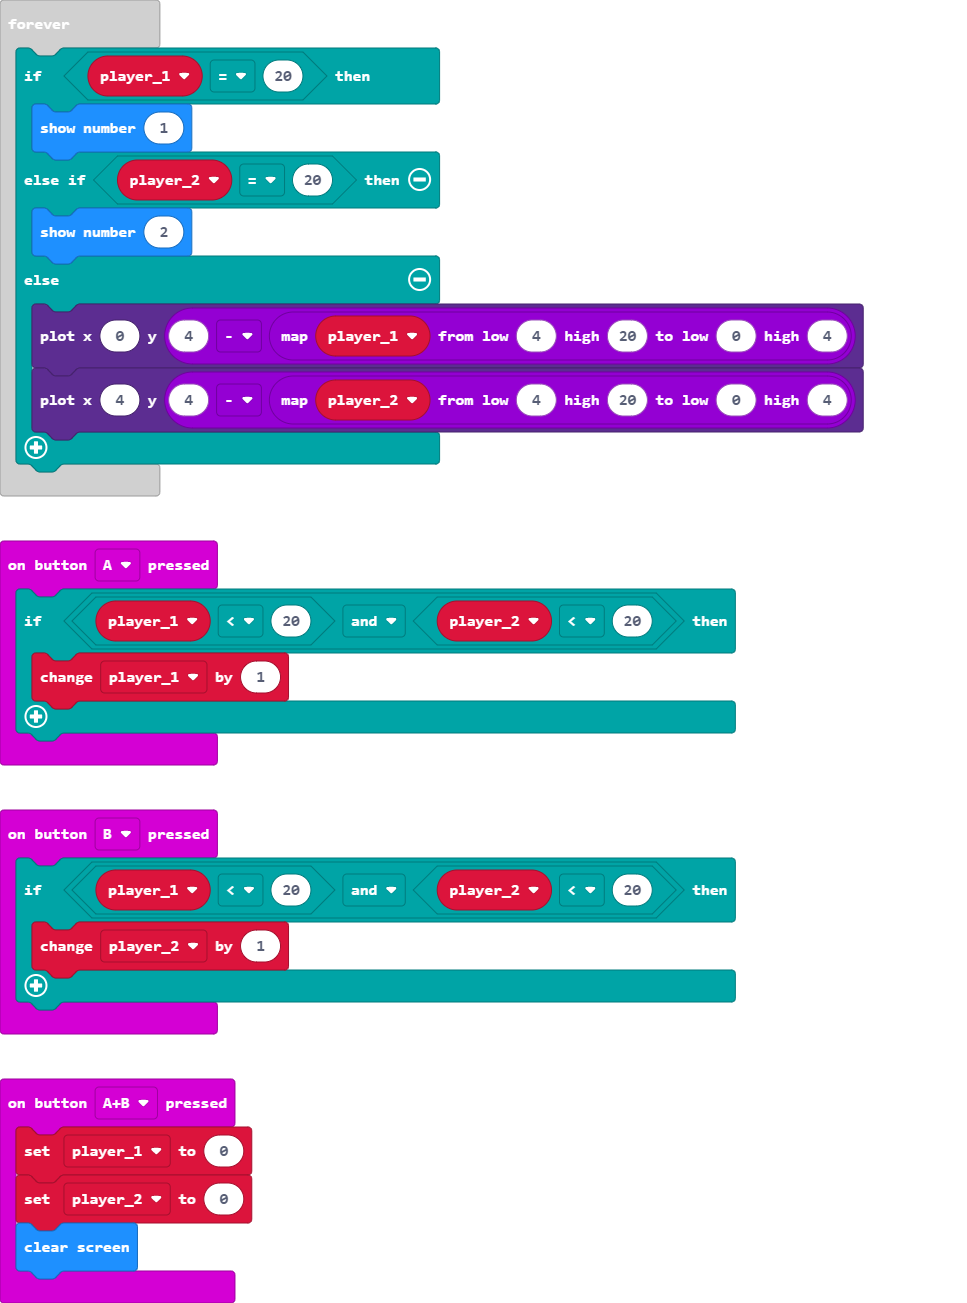 forever
if player_1 = 20 then
show number 1
else if player_2 = 20 then
show number 2
else
plot x 0 y 4 - map player_1 from low 4 high 20 to low 0 high 4
plot x 4 y 4 - map player_2 from low 4 high 20 to low 0 high 4
on button A pressed
if player_1 < 20 and player_2 < 20 then
change player_1 by 1
on button B pressed
if player_1 < 20 and player_2 < 20 then
change player_2 by 1
on button A+B pressed
set player_1 to 0
set player_2 to 0
clear screen